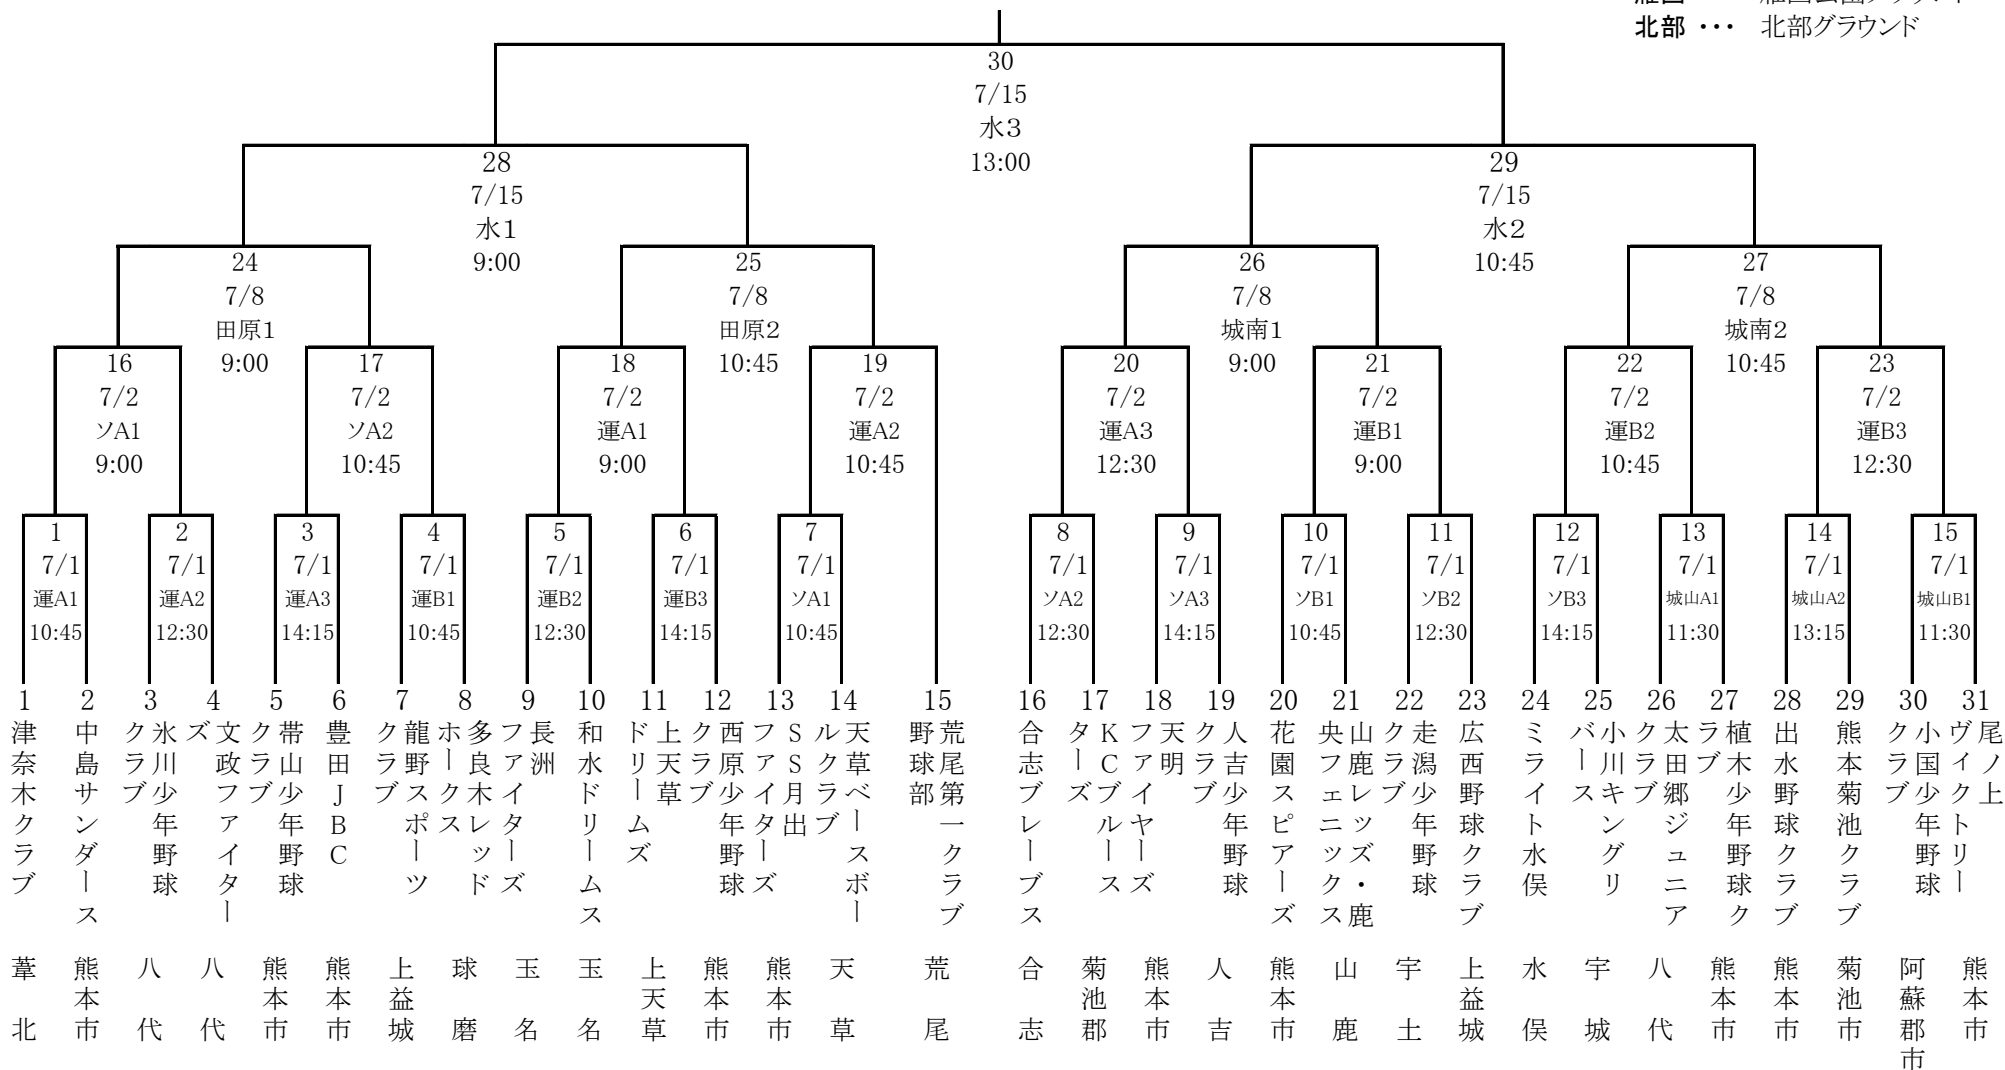 北部 ・・・ 北部グラウンド
30
7/15
水3
13:00
28
7/15
水1
9:00
29
7/15
水2
10:45
24
7/8
田原1
9:00
25
7/8
田原2
10:45
26
7/8
城南1
9:00
27
7/8
城南2
10:45
16
7/2
ソA1
9:00
17
7/2
ソA2
10:45
18
7/2
運A1
9:00
19
7/2
運A2
10:45
20
7/2
運A3
12:30
21
7/2
運B1
9:00
22
7/2
運B2
10:45
23
7/2
運B3
12:30
1
7/1
運A1
10:45
2
7/1
運A2
12:30
3
7/1
運A3
14:15
4
7/1
運B1
10:45
5
7/1
運B2
12:30
6
7/1
運B3
14:15
7
7/1
ソA1
10:45
8
7/1
ソA2
12:30
9
7/1
ソA3
14:15
10
7/1
ソB1
10:45
11
7/1
ソB2
12:30
12
7/1
ソB3
14:15
13
7/1
城山A1
11:30
14
7/1
城山A2
13:15
15
7/1
城山B1
11:30
1
津奈木クラブ
葦北
2
中島サンダース
熊本市
3
氷川少年野球
クラブ
八代
4
文政ファイター
ズ
八代
5
帯山少年野球
クラブ
熊本市
6
豊田JBC
熊本市
7
龍野スポーツ
クラブ
上益城
8
多良木レッド
ホークス
球磨
9
長洲
ファイターズ
玉名
10
和水ドリームス
玉名
11
上天草
ドリームズ
上天草
12
西原少年野球
クラブ
熊本市
13
SS月出
ファイターズ
熊本市
14
天草ベースボー
ルクラブ
天草
15
荒尾第一クラブ
野球部
荒尾
16
合志ブレーブス
合志
17
KCブルース
ターズ
菊池郡
18
天明
ファイヤーズ
熊本市
19
人吉少年野球
クラブ
人吉
20
花園スピアーズ
熊本市
21
山鹿レッズ・鹿
央フェニックス
山鹿
22
走潟少年野球
クラブ
宇土
23
広西野球クラブ
上益城
24
ミライト水俣
水俣
25
小川キングリ
バース
宇城
26
太田郷ジュニア
クラブ
八代
27
植木少年野球ク
ラブ
熊本市
28
出水野球クラブ
熊本市
29
熊本菊池クラブ
菊池市
30
小国少年野球
クラブ
阿蘇郡市
31
尾ノ上
ヴィクトリー
熊本市